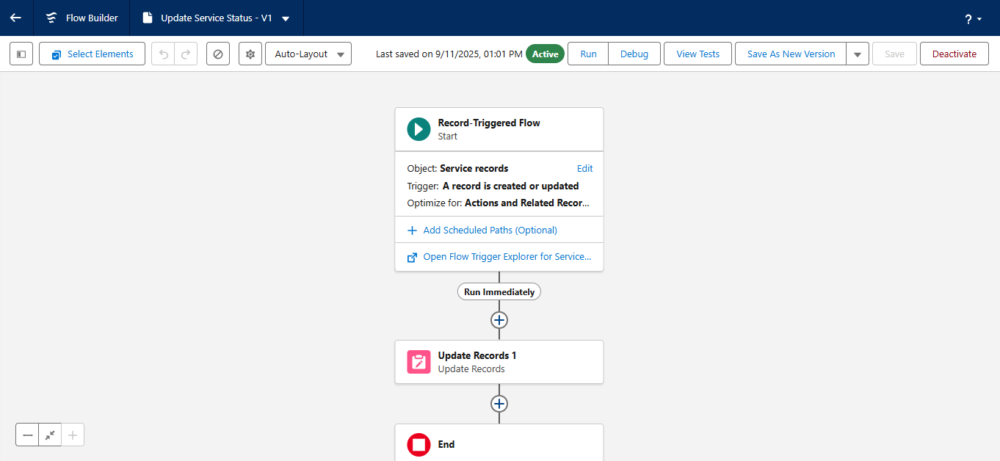 Flow Builder
Update Service Status - V1
?
Select Elements
Auto-Layout
Last saved on 9/11/2025, 01:01 PM
Active
Run
Debug
View Tests
Save As New Version
Save
Deactivate
Record-Triggered Flow
Start
Object: Service records
Edit
Trigger: A record is created or updated
Optimize for: Actions and Related Recor...
Add Scheduled Paths (Optional)
Open Flow Trigger Explorer for Service...
Run Immediately
Update Records 1
Update Records
End